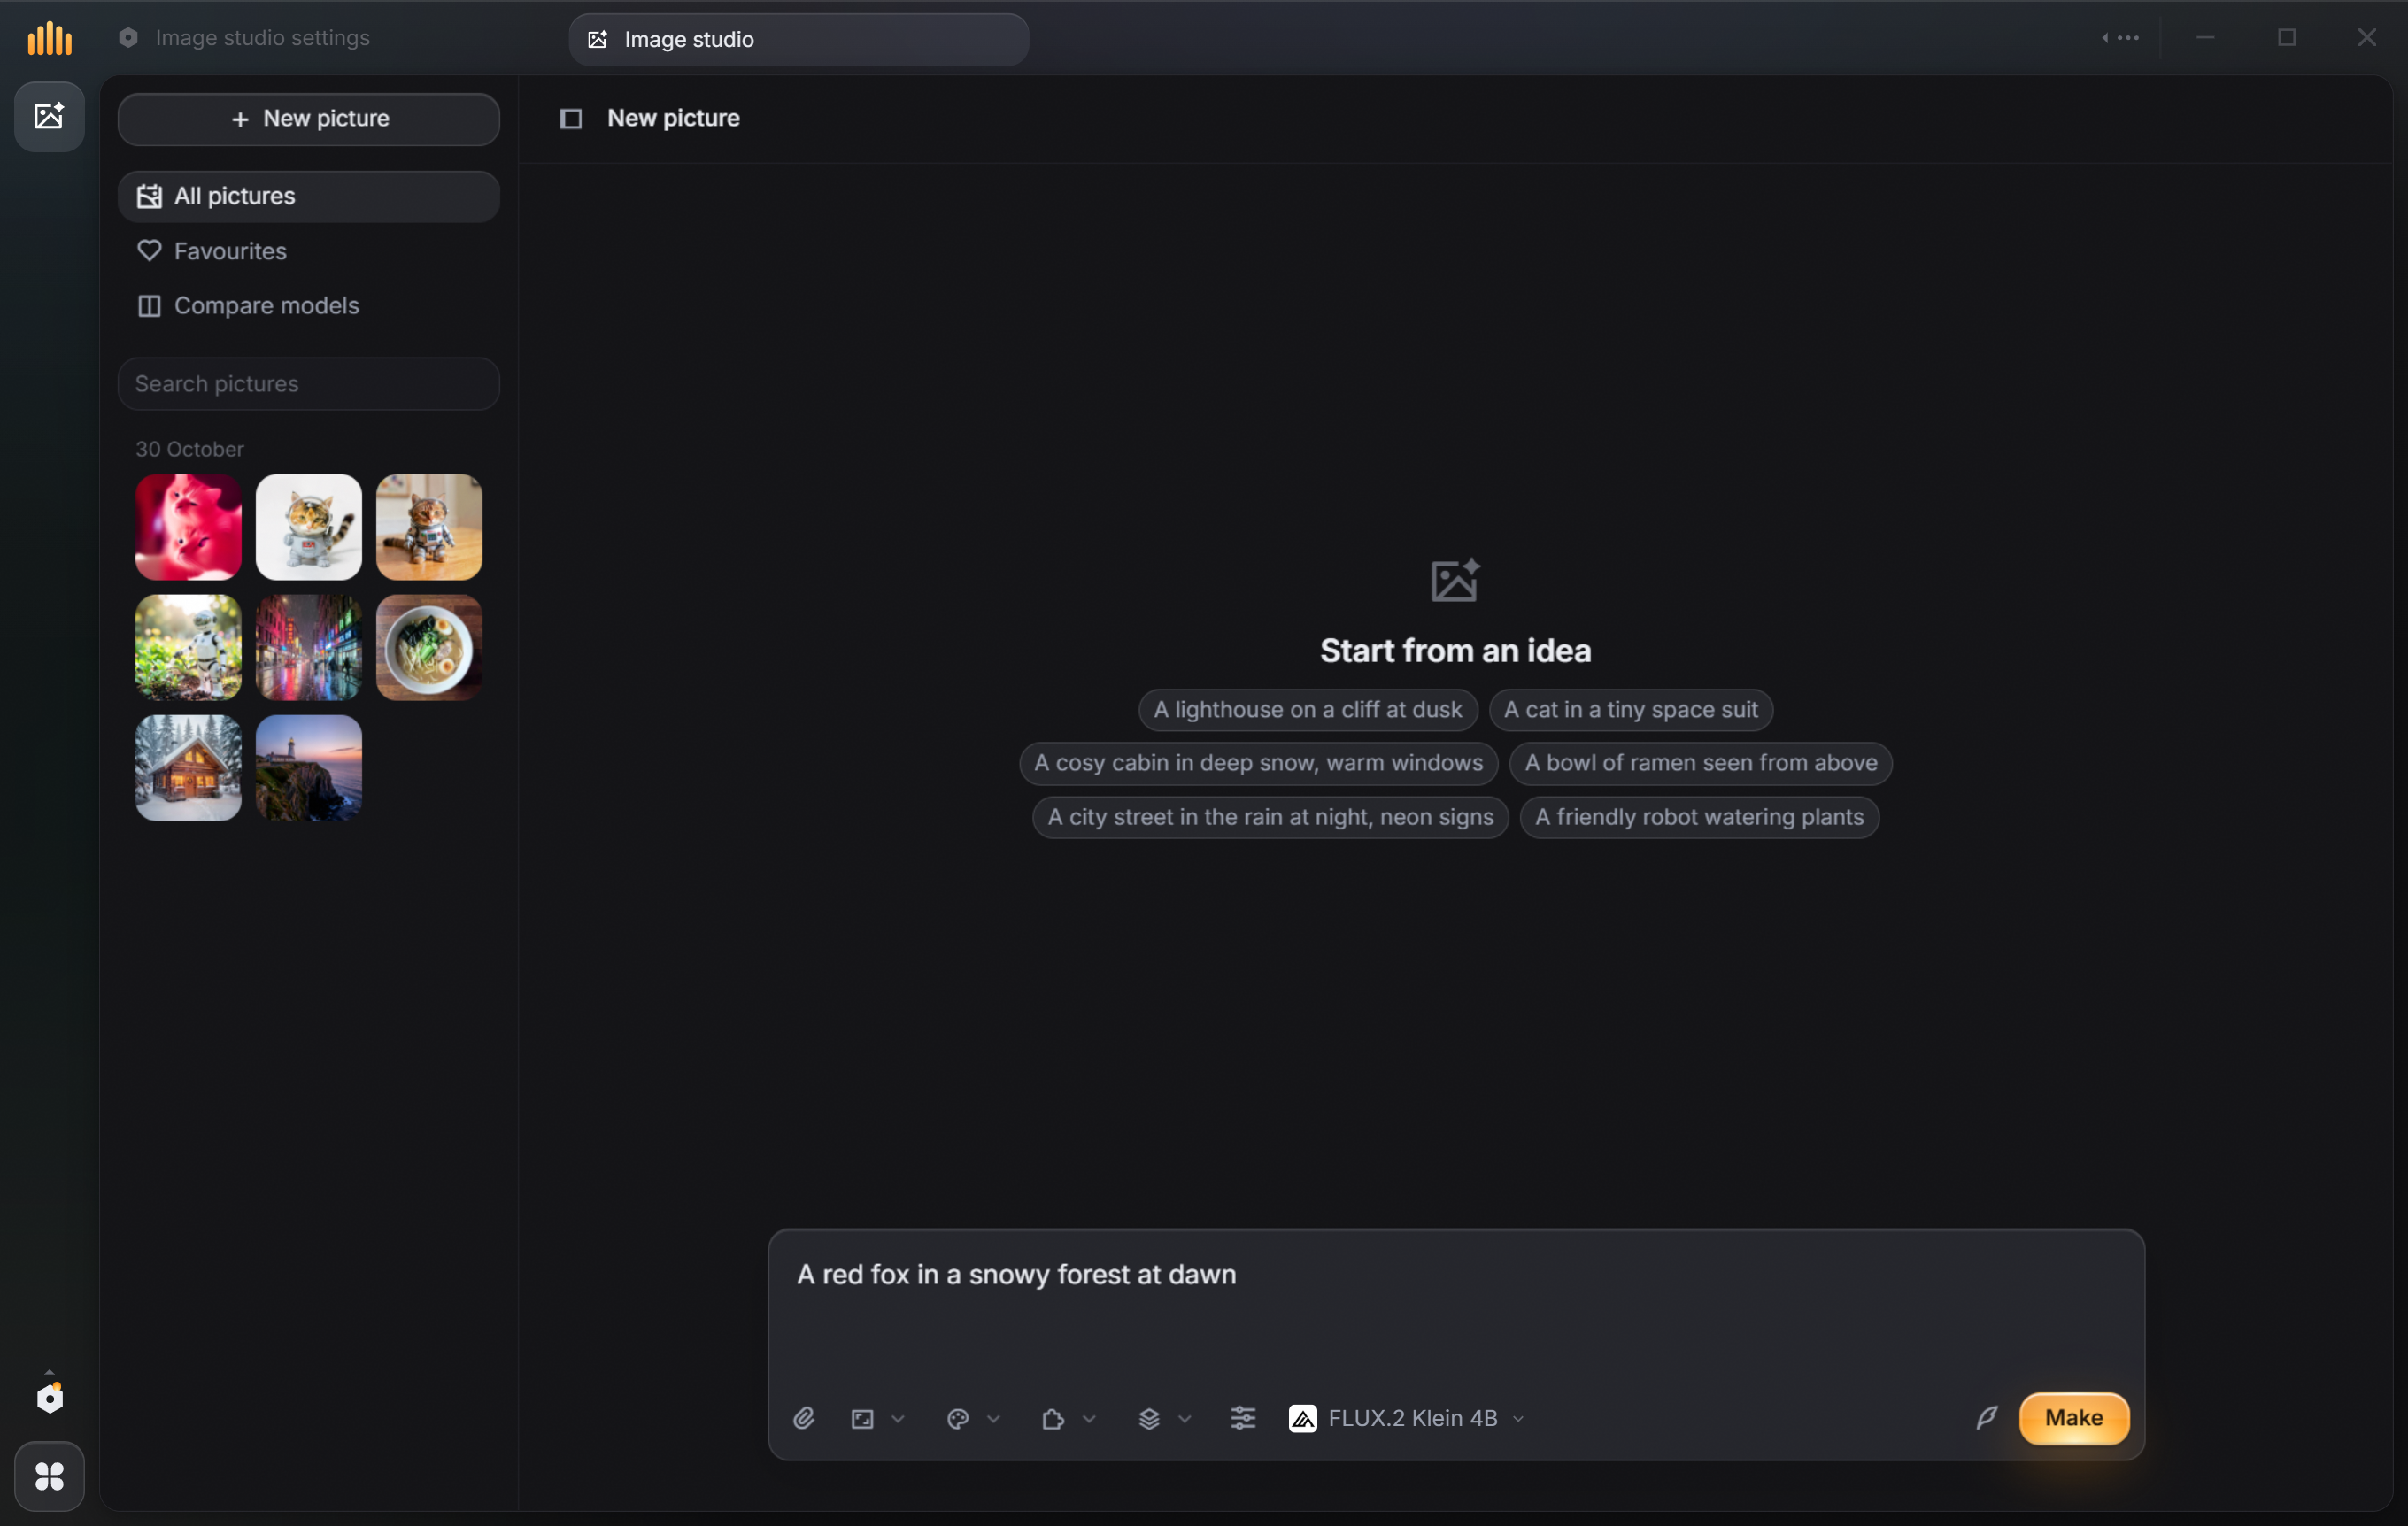 Image studio settings
Image studio
New picture
New picture
All pictures
Favourites
Compare models
Search pictures
30 October
Start from an idea
A lighthouse on a cliff at dusk
A cat in a tiny space suit
A cosy cabin in deep snow, warm windows
A bowl of ramen seen from above
A city street in the rain at night, neon signs
A friendly robot watering plants
A red fox in a snowy forest at dawn
FLUX.2 Klein 4B
Make